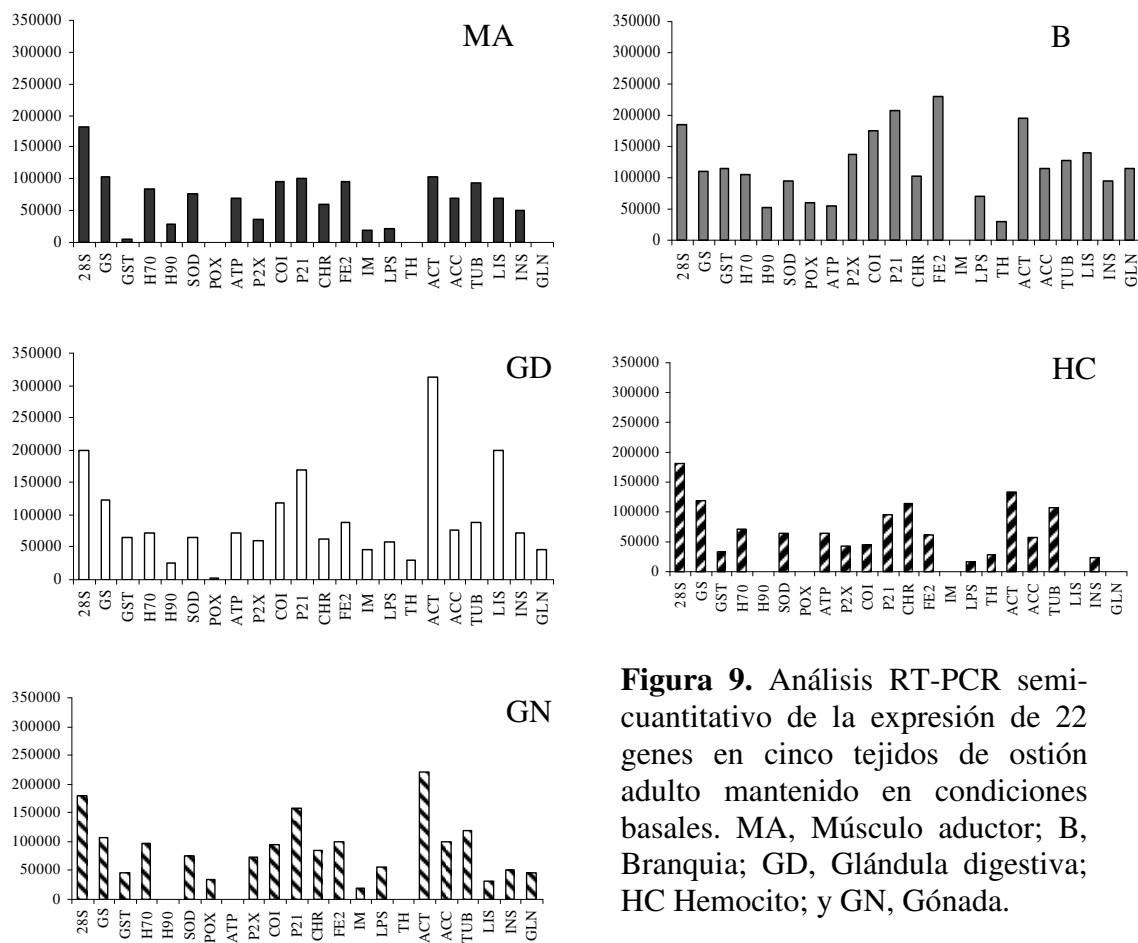 MA
350000
300000
250000
200000
150000
100000
50000
0
28S GS GST H70 H90 SOD POX ATP P2X COI P21 CHR FE2 IM LPS TH ACT ACC TUB LIS INS GLN
B
350000
300000
250000
200000
150000
100000
50000
0
28S GS GST H70 H90 SOD POX ATP P2X COI P21 CHR FE2 IM LPS TH ACT ACC TUB LIS INS GLN
GD
350000
300000
250000
200000
150000
100000
50000
0
28S GS GST H70 H90 SOD POX ATP P2X COI P21 CHR FE2 IM LPS TH ACT ACC TUB LIS INS GLN
HC
350000
300000
250000
200000
150000
100000
50000
0
28S GS GST H70 H90 SOD POX ATP P2X COI P21 CHR FE2 IM LPS TH ACT ACC TUB LIS INS GLN
GN
350000
300000
250000
200000
150000
100000
50000
0
28S GS GST H70 H90 SOD POX ATP P2X COI P21 CHR FE2 IM LPS TH ACT ACC TUB LIS INS GLN
Figura 9. Análisis RT-PCR semi-
cuantitativo de la expresión de 22
genes en cinco tejidos de ostión
adulto mantenido en condiciones
basales. MA, Músculo aductor; B,
Branquia; GD, Glándula digestiva;
HC Hemocito; y GN, Gónada.